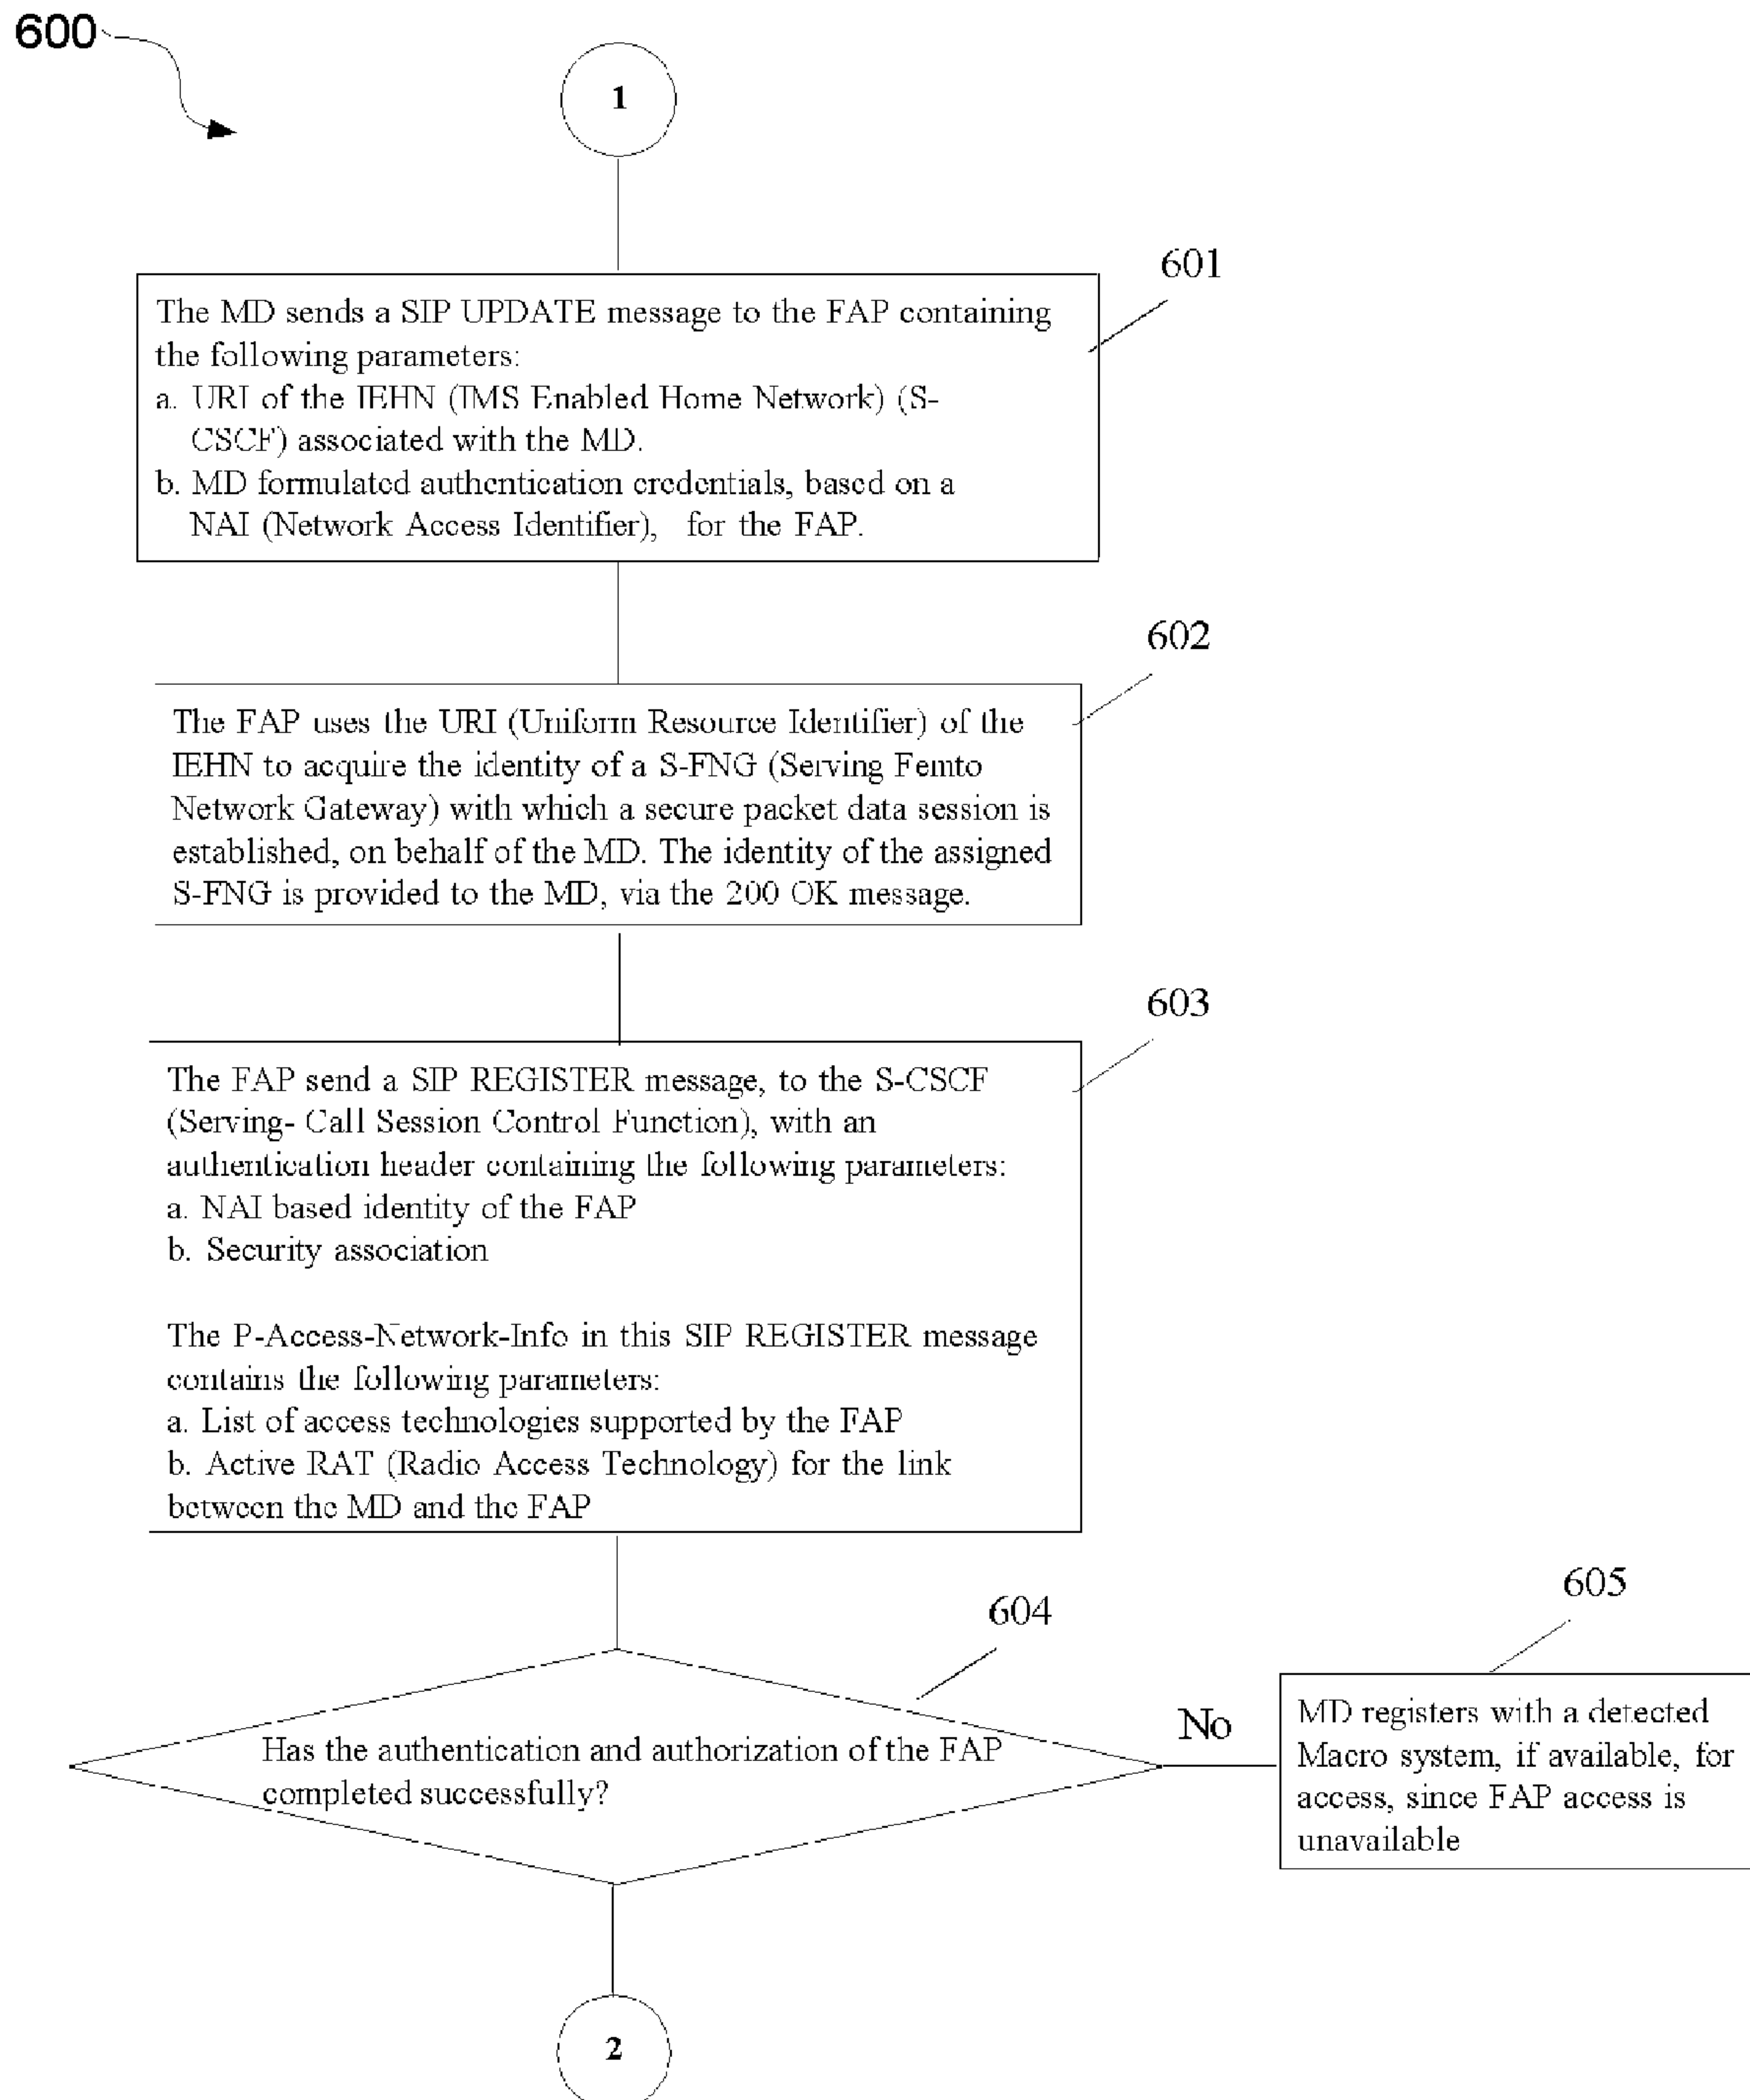 600
1
601
The MD sends a SIP UPDATE message to the FAP containing
the following parameters:
a. URI of the IEHN (IMS Enabled Home Network) (S-
CSCF) associated with the MD.
b. MD formulated authentication credentials, based on a
NAI (Network Access Identifier), for the FAP.
602
The FAP uses the URI (Uniform Resource Identifier) of the
IEHN to acquire the identity of a S-FNG (Serving Femto
Network Gateway) with which a secure packet data session is
established, on behalf of the MD. The identity of the assigned
S-FNG is provided to the MD, via the 200 OK message.
603
The FAP send a SIP REGISTER message, to the S-CSCF
(Serving- Call Session Control Function), with an
authentication header containing the following parameters:
a. NAI based identity of the FAP
b. Security association
The P-Access-Network-Info in this SIP REGISTER message
contains the following parameters:
a. List of access technologies supported by the FAP
b. Active RAT (Radio Access Technology) for the link
between the MD and the FAP
604
Has the authentication and authorization of the FAP
completed successfully?
No
605
MD registers with a detected
Macro system, if available, for
access, since FAP access is
unavailable
2